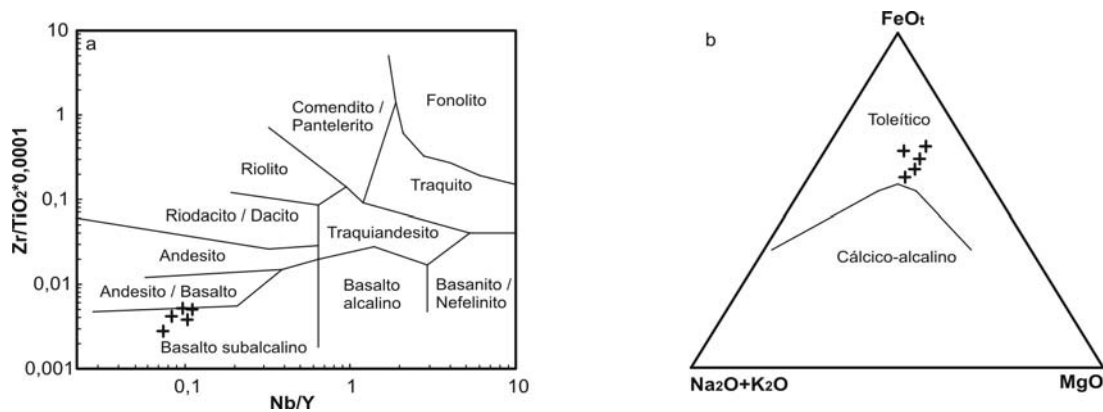 a
10
1
0,1
0,01
0,001
Zr/TiO2*0,0001
Fonolito
Comendito /
Pantelerito
Riolito
Traquito
Riodacito / Dacito
Traquiandesito
Andesito
Andesito / Basalto
Basalto
alcalino
Basanito /
Nefelinito
Basalto subalcalino
0,1
1
10
Nb/Y
b
FeOt
Toleítico
Cálcico-alcalino
Na2O+K2O
MgO